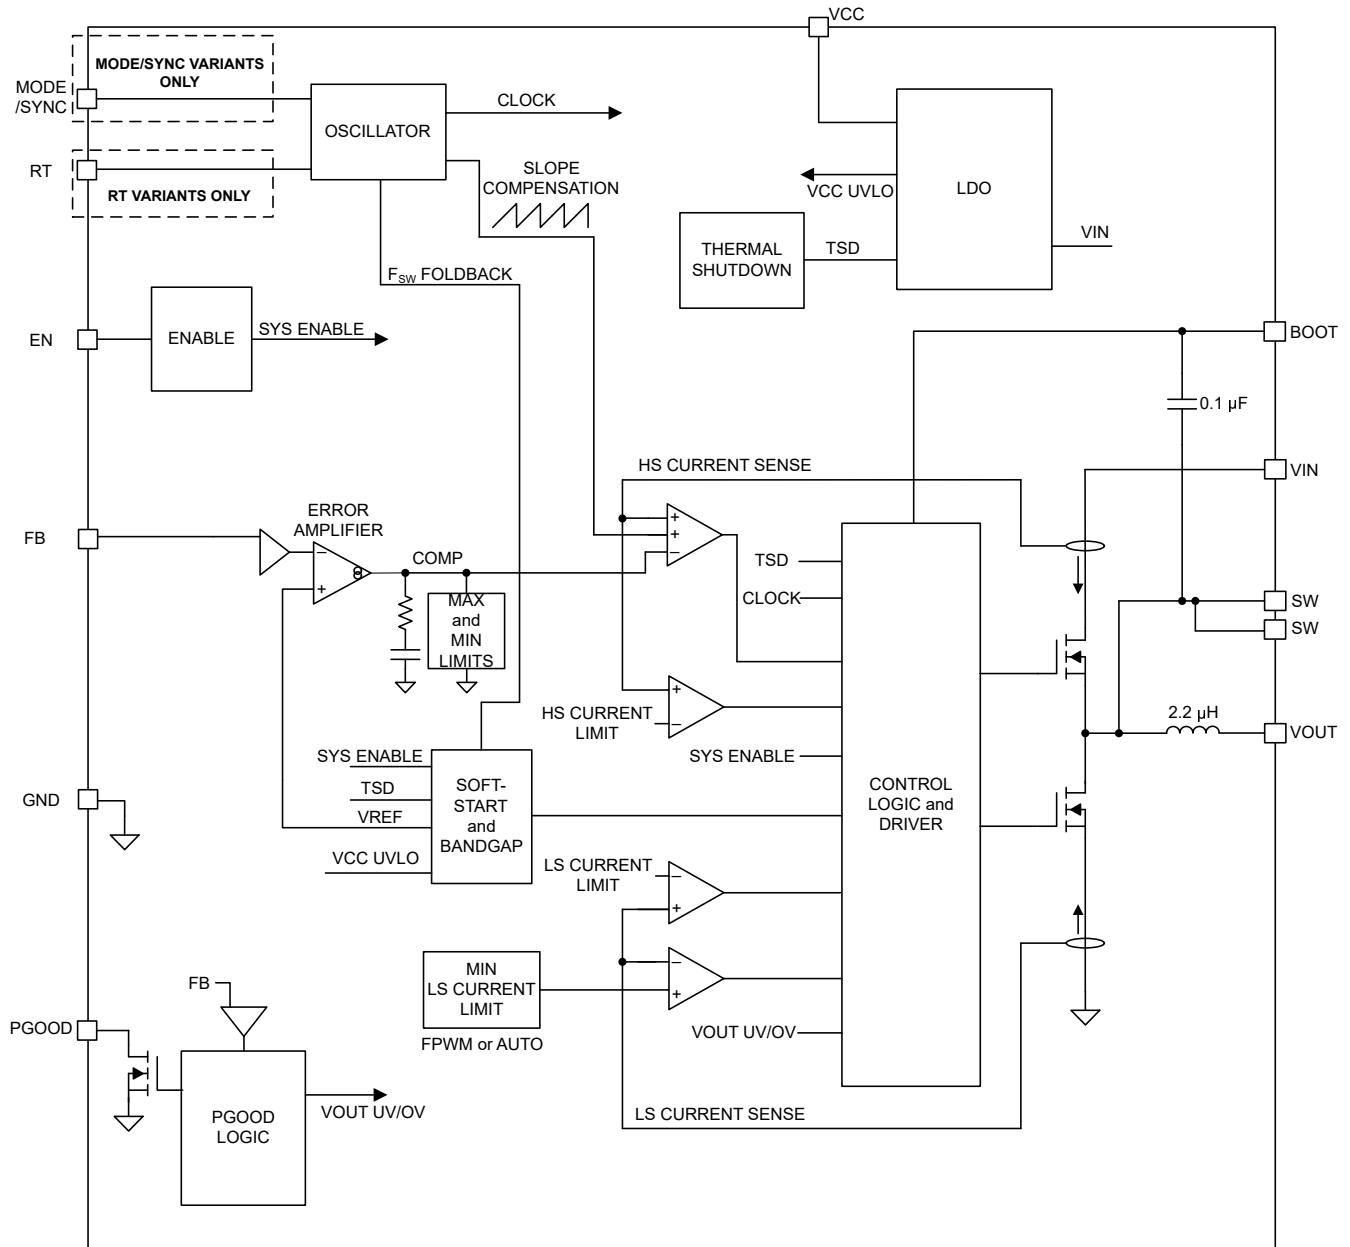 VCC
MODE/SYNC VARIANTS
ONLY
MODE
/SYNC
OSCILLATOR
CLOCK
RT
RT VARIANTS ONLY
SLOPE
COMPENSATION
LDO
VCC UVLO
THERMAL
SHUTDOWN
TSD
VIN
FSW FOLDBACK
EN
ENABLE
SYS ENABLE
BOOT
0.1 µF
HS CURRENT SENSE
VIN
FB
ERROR
AMPLIFIER
−
+
COMP
+
+
−
TSD
CLOCK
MAX
and
MIN
LIMITS
SW
SW
+
−
HS CURRENT
LIMIT
2.2 µH
VOUT
SYS ENABLE
SYS ENABLE
TSD
VREF
VCC UVLO
SOFT-
START
and
BANDGAP
CONTROL
LOGIC and
DRIVER
GND
LS CURRENT
LIMIT
−
+
MIN
LS CURRENT
LIMIT
−
+
FPWM or AUTO
VOUT UV/OV
FB
PGOOD
PGOOD
LOGIC
VOUT UV/OV
LS CURRENT SENSE